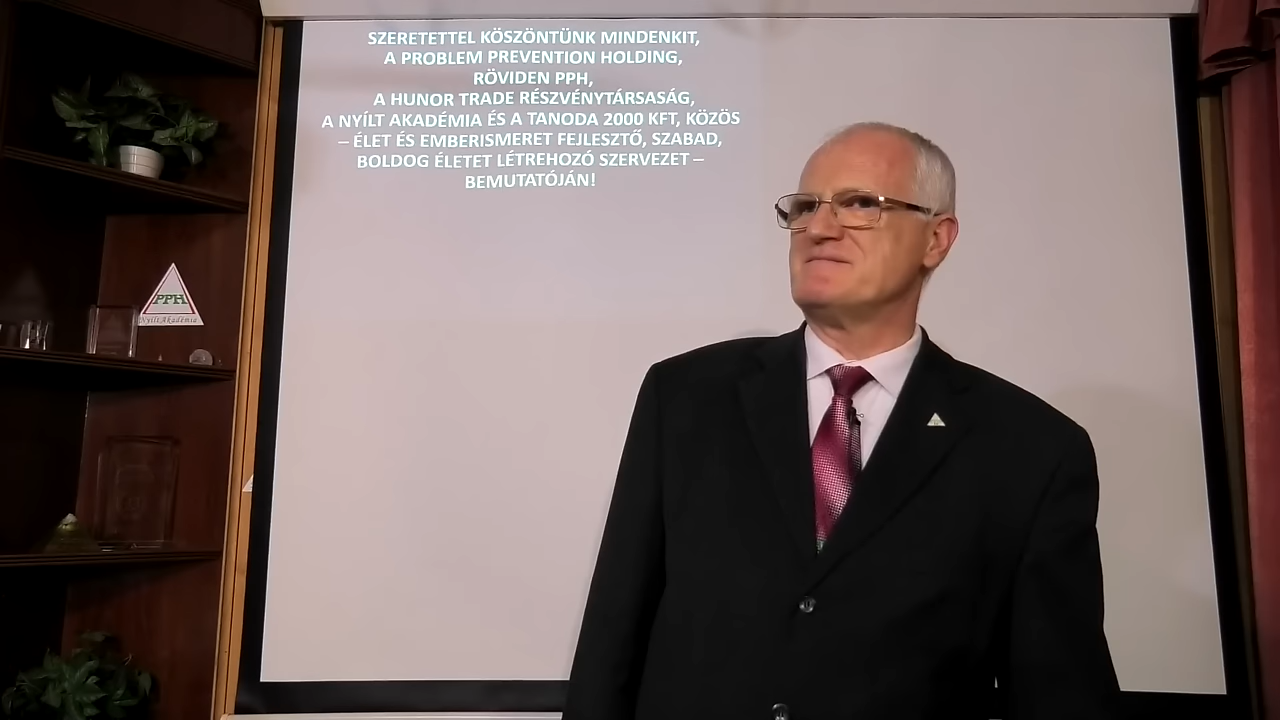 SZERETETTEL KÖSZÖNTÜNK MINDENKIT,
A PROBLEM PREVENTION HOLDING,
RÖVIDEN PPH,
A HUNOR TRADE RÉSZVÉNYTÁRSASÁG,
A NYÍLT AKADÉMIA ÉS A TANODA 2000 KFT, KÖZÖS
– ÉLET ÉS EMBERISMERET FEJLESZTŐ, SZABAD,
BOLDOG ÉLETET LÉTREHOZÓ SZERVEZET –
BEMUTATÓJÁN!
PPH
Nyílt Akadémia